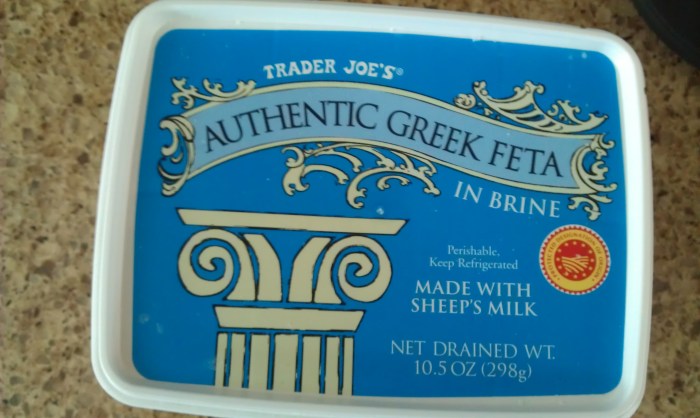 TRADER JOE'S®
AUTHENTIC GREEK FETA
IN BRINE
Perishable,
Keep Refrigerated
MADE WITH
SHEEP'S MILK
NET DRAINED WT.
10.5 OZ (298g)